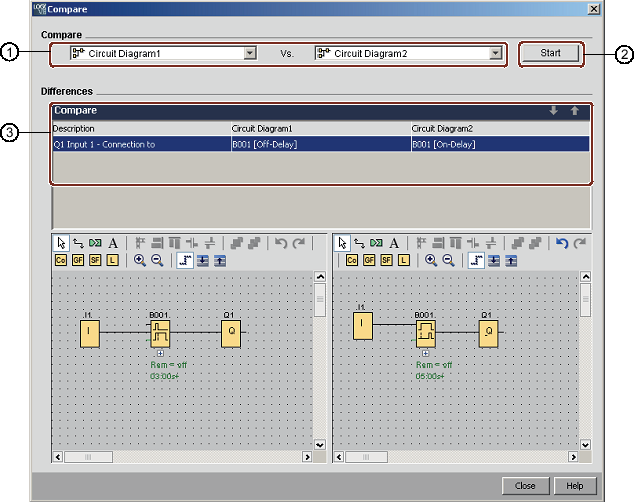 Compare
Compare
1
Circuit Diagram1
Vs.
Circuit Diagram2
Start
2
Differences
3
Compare
Description
Circuit Diagram1
Circuit Diagram2
Q1 Input 1 - Connection to
B001 [Off-Delay]
B001 [On-Delay]
A
A
Co GF SF L
Co GF SF L
I1
B001
Q1
I
Q
Rem = off
03:00s+
I1
B001
Q1
I
Q
Rem = off
05:00s+
Close
Help